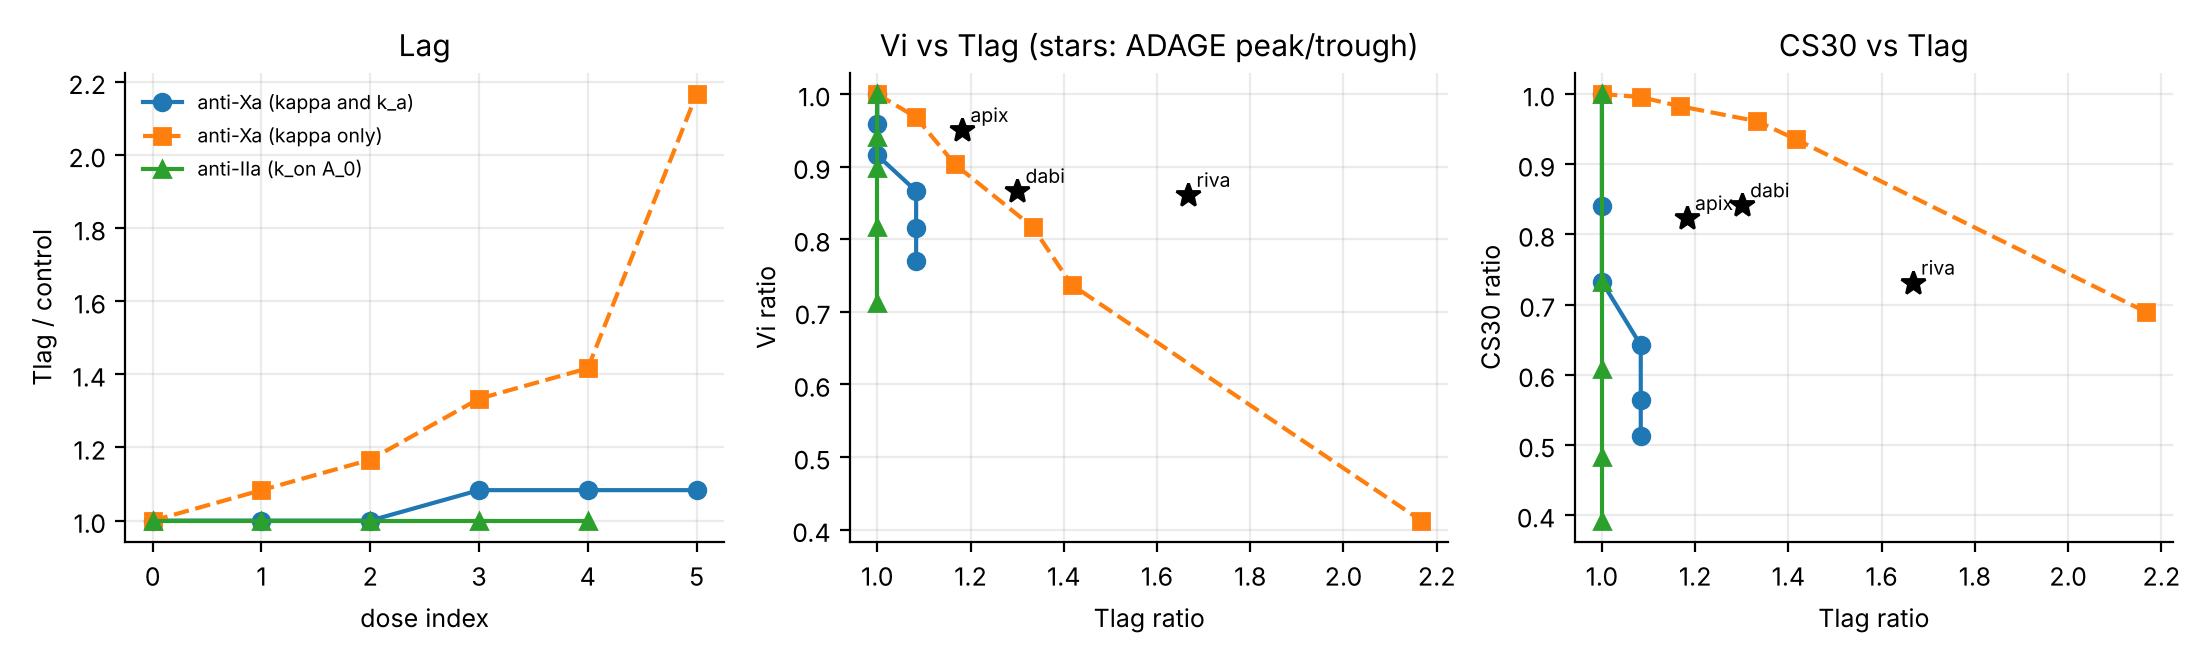 Lag
Tlag / control
2.2
2.0
1.8
1.6
1.4
1.2
1.0
anti-Xa (kappa and k_a)
anti-Xa (kappa only)
anti-IIa (k_on A_0)
0 1 2 3 4 5
dose index
Vi vs Tlag (stars: ADAGE peak/trough)
Vi ratio
1.0
0.9
0.8
0.7
0.6
0.5
0.4
apix
dabi
riva
1.0 1.2 1.4 1.6 1.8 2.0 2.2
Tlag ratio
CS30 vs Tlag
CS30 ratio
1.0
0.9
0.8
0.7
0.6
0.5
0.4
apix
dabi
riva
1.0 1.2 1.4 1.6 1.8 2.0 2.2
Tlag ratio